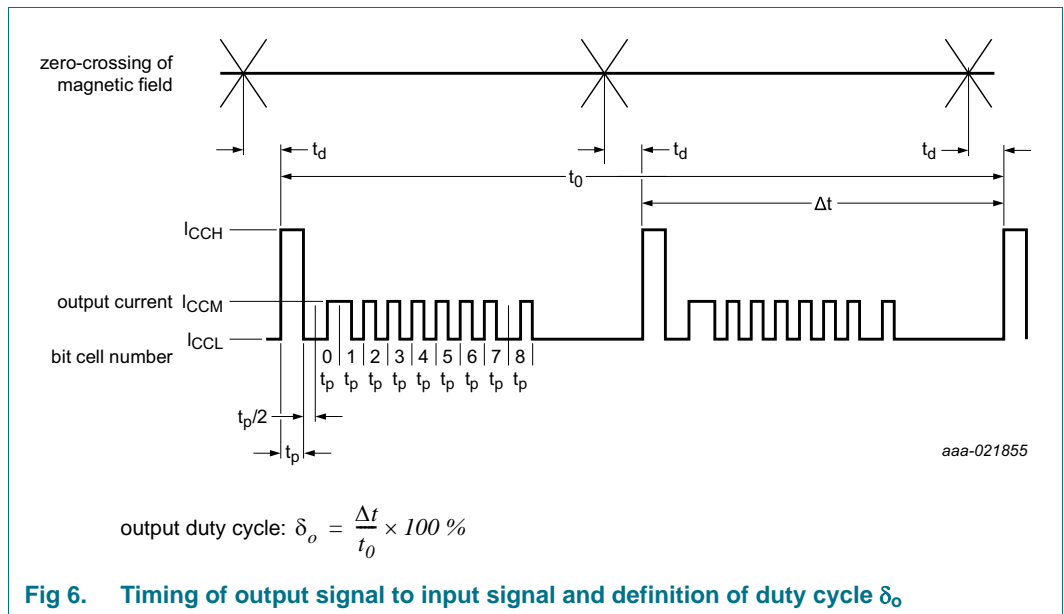 zero-crossing of
magnetic field
td
td
td
t0
Δt
ICCH
output current ICCM
ICCL
bit cell number 0 1 2 3 4 5 6 7 8
tp tp tp tp tp tp tp tp tp
tp/2
tp
aaa-021855
output duty cycle: δo = Δt/t0 × 100 %
Fig 6. Timing of output signal to input signal and definition of duty cycle δo